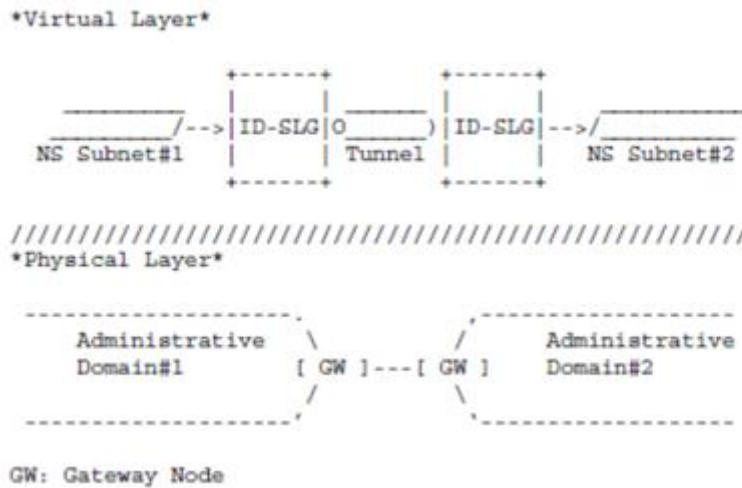 *Virtual Layer*
ID-SLG ID-SLG
NS Subnet#1 Tunnel NS Subnet#2
*Physical Layer*
Administrative Administrative
Domain#1 [ GW ]---[ GW ] Domain#2
GW: Gateway Node